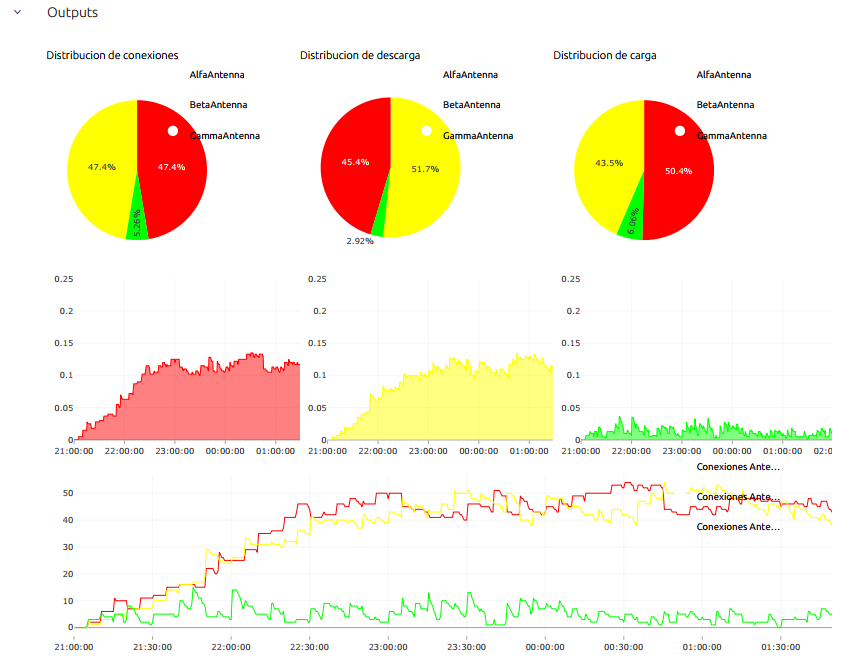 Outputs
Distribucion de conexiones
AlfaAntenna
BetaAntenna
GammaAntenna
47.4%
47.4%
5.26%
Distribucion de descarga
AlfaAntenna
BetaAntenna
GammaAntenna
45.4%
51.7%
2.92%
Distribucion de carga
AlfaAntenna
BetaAntenna
GammaAntenna
43.5%
50.4%
6.06%
0.25
0.2
0.15
0.1
0.05
0
21:00:00 22:00:00 23:00:00 00:00:00 01:00:00
0.25
0.2
0.15
0.1
0.05
0
21:00:00 22:00:00 23:00:00 00:00:00 01:00:00
0.25
0.2
0.15
0.1
0.05
0
21:00:00 22:00:00 23:00:00 00:00:00 01:00:00 02:0
Conexiones Ante...
Conexiones Ante...
Conexiones Ante...
50
40
30
20
10
0
21:00:00 21:30:00 22:00:00 22:30:00 23:00:00 23:30:00 00:00:00 00:30:00 01:00:00 01:30:00